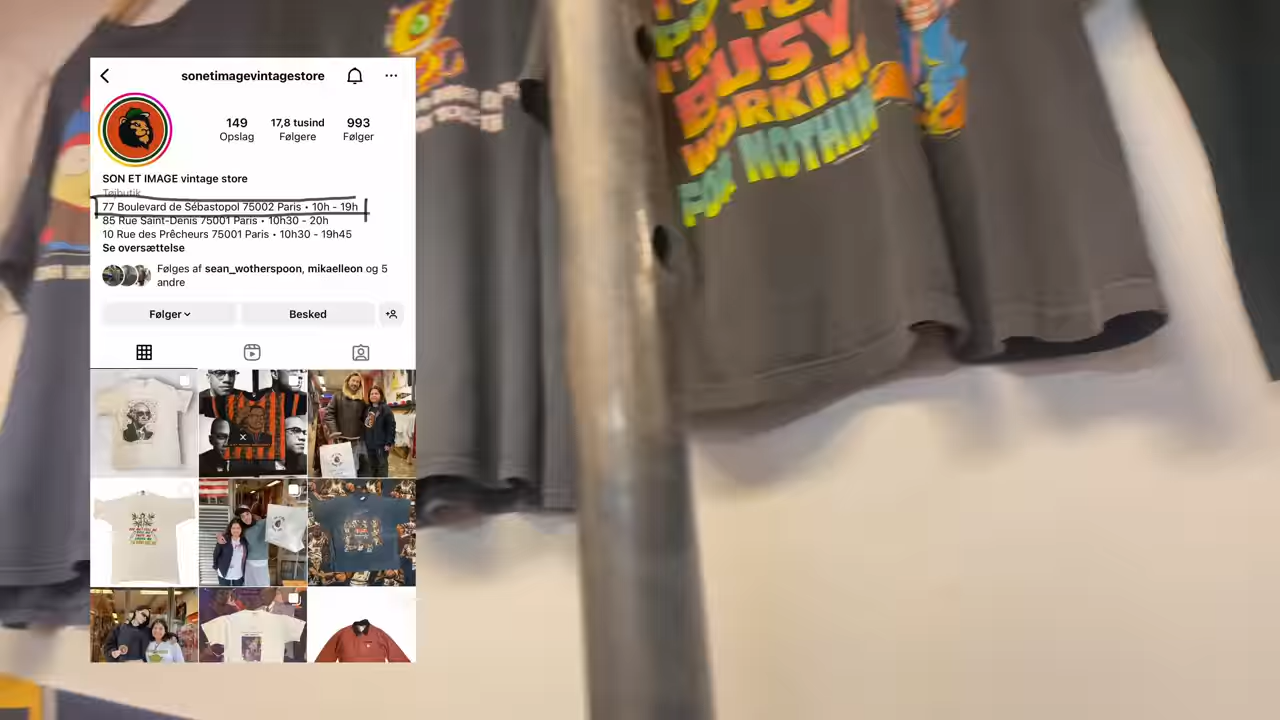 sonetimagevintagestore
149
17,8 tusind
993
Opslag
Følgere
Følger
SON ET IMAGE vintage store
Tøjbutik
77 Boulevard de Sébastopol 75002 Paris • 10h - 19h
85 Rue Saint-Denis 75001 Paris • 10h30 - 20h
10 Rue des Prêcheurs 75001 Paris • 10h30 - 19h45
Se oversættelse
Følges af sean_wotherspoon, mikaelleon og 5
andre
Følger
Besked
X
TO
I'M
BUSY
WORKING
FOR NOTHIN